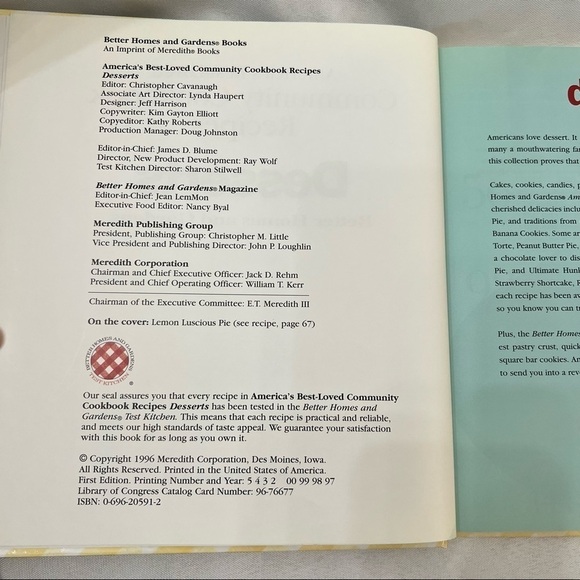 Better Homes and Gardens® Books
An Imprint of Meredith® Books
America's Best-Loved Community Cookbook Recipes
Desserts
Editor: Christopher Cavanaugh
Associate Art Director: Lynda Haupert
Designer: Jeff Harrison
Copywriter: Kim Gayton Elliott
Copyeditor: Kathy Roberts
Production Manager: Doug Johnston
Editor-in-Chief: James D. Blume
Director, New Product Development: Ray Wolf
Test Kitchen Director: Sharon Stilwell
Better Homes and Gardens® Magazine
Editor-in-Chief: Jean LemMon
Executive Food Editor: Nancy Byal
Meredith Publishing Group
President, Publishing Group: Christopher M. Little
Vice President and Publishing Director: John P. Loughlin
Meredith Corporation
Chairman and Chief Executive Officer: Jack D. Rehm
President and Chief Operating Officer: William T. Kerr
Chairman of the Executive Committee: E.T. Meredith III
On the cover: Lemon Luscious Pie (see recipe, page 67)
BETTER HOMES AND GARDENS
TEST KITCHEN
®
Our seal assures you that every recipe in America's Best-Loved Community
Cookbook Recipes Desserts has been tested in the Better Homes and
Gardens® Test Kitchen. This means that each recipe is practical and reliable,
and meets our high standards of taste appeal. We guarantee your satisfaction
with this book for as long as you own it.
© Copyright 1996 Meredith Corporation, Des Moines, Iowa.
All Rights Reserved. Printed in the United States of America.
First Edition. Printing Number and Year: 5 4 3 2 00 99 98 97
Library of Congress Catalog Card Number: 96-76677
ISBN: 0-696-20591-2
d
Americans love dessert. It
many a mouthwatering
this collection proves that
Cakes, cookies, candies,
Homes and Gardens®
cherished delicacies
Pie, and traditions from
Banana Cookies. Some
Torte, Peanut Butter Pie,
a chocolate lover to
Pie, and Ultimate
Strawberry Shortcake,
each recipe has been
so you know you can
Plus, the Better Homes
est pastry crust, quick
square bar cookies.
to send you into a